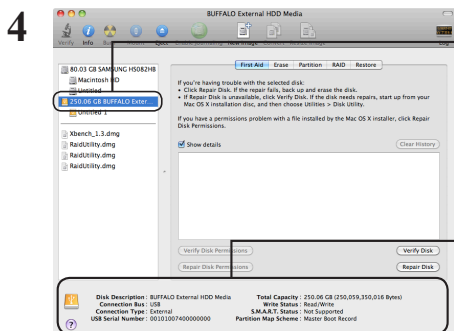 4
BUFFALO External HDD Media
Verify Info Eject New Image
80.03 GB SAMSUNG HS082HB
Macintosh HD
Untitled
250.06 GB BUFFALO Exter...
Untitled 1
Xbench_1.3.dmg
RaidUtility.dmg
RaidUtility.dmg
RaidUtility.dmg
First Aid Erase Partition RAID Restore
If you're having trouble with the selected disk:
• Click Repair Disk. If the repair fails, back up and erase the disk.
• If Repair Disk is unavailable, click Verify Disk. If the disk needs repairs, start up from your
Mac OS X installation disc, and then choose Utilities > Disk Utility.
If you have a permissions problem with a file installed by the Mac OS X installer, click Repair
Disk Permissions.
Show details Clear History
Verify Disk Permissions Verify Disk
Repair Disk Permissions Repair Disk
Disk Description : BUFFALO External HDD Media Total Capacity : 250.06 GB (250,059,350,016 Bytes)
Connection Bus : USB Write Status : Read/Write
Connection Type : External S.M.A.R.T. Status : Not Supported
USB Serial Number : 00101007400000000 Partition Map Scheme : Master Boot Record
?